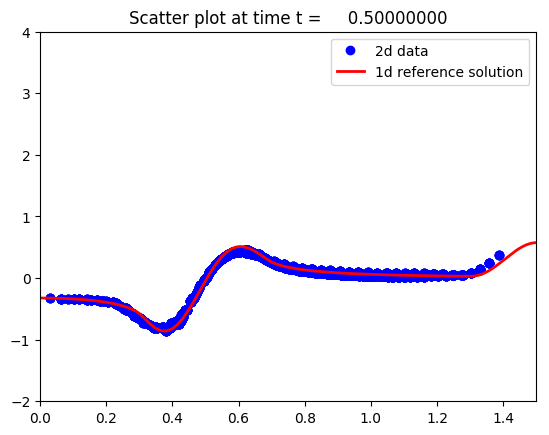 Scatter plot at time t =     0.50000000
4
2d data
1d reference solution
3
2
1
0
−1
−2
0.0 0.2 0.4 0.6 0.8 1.0 1.2 1.4